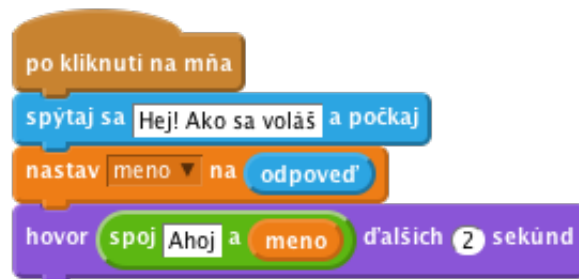 po kliknutí na mňa
spýtaj sa Hej! Ako sa voláš a počkaj
nastav meno na odpoveď
hovor spoj Ahoj a meno ďalších 2 sekúnd